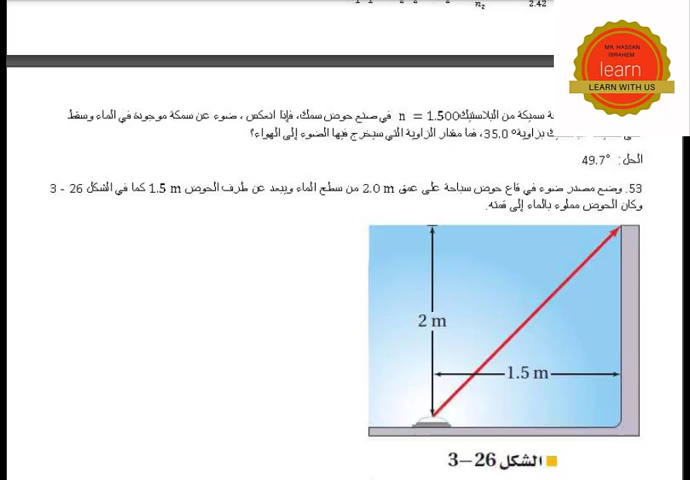 n₂
2.42
MR. HASSAN
IBRAHEM
learn
LEARN WITH US
سميكة من البلاستيك n = 1.500 في صنع حوض سمك، فإذا انعكس ، ضوء عن سمكة موجودة في الماء وسقط
بزاوية 35.0°، فما مقدار الزاوية التي سيخرج فيها الضوء إلى الهواء؟
الحل: 49.7°
53. وضع مصدر ضوء في قاع حوض سباحة على عمق 2.0 m من سطح الماء ويبعد عن طرف الحوض 1.5 m كما في الشكل 26 - 3
وكان الحوض مملوء بالماء إلى قمته.
2 m
1.5 m
الشكل 26–3